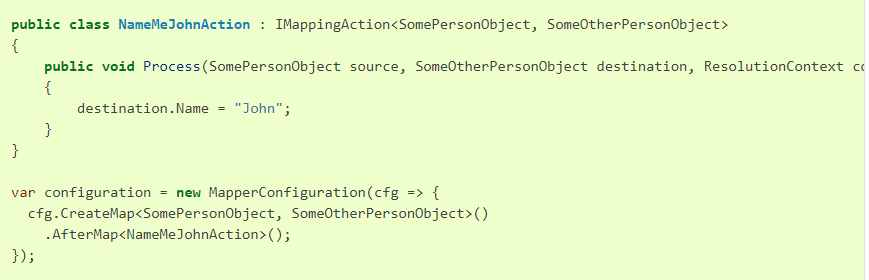 public class NameMeJohnAction : IMappingAction<SomePersonObject, SomeOtherPersonObject>
{
    public void Process(SomePersonObject source, SomeOtherPersonObject destination, ResolutionContext
    {
        destination.Name = "John";
    }
}

var configuration = new MapperConfiguration(cfg => {
  cfg.CreateMap<SomePersonObject, SomeOtherPersonObject>()
    .AfterMap<NameMeJohnAction>();
});